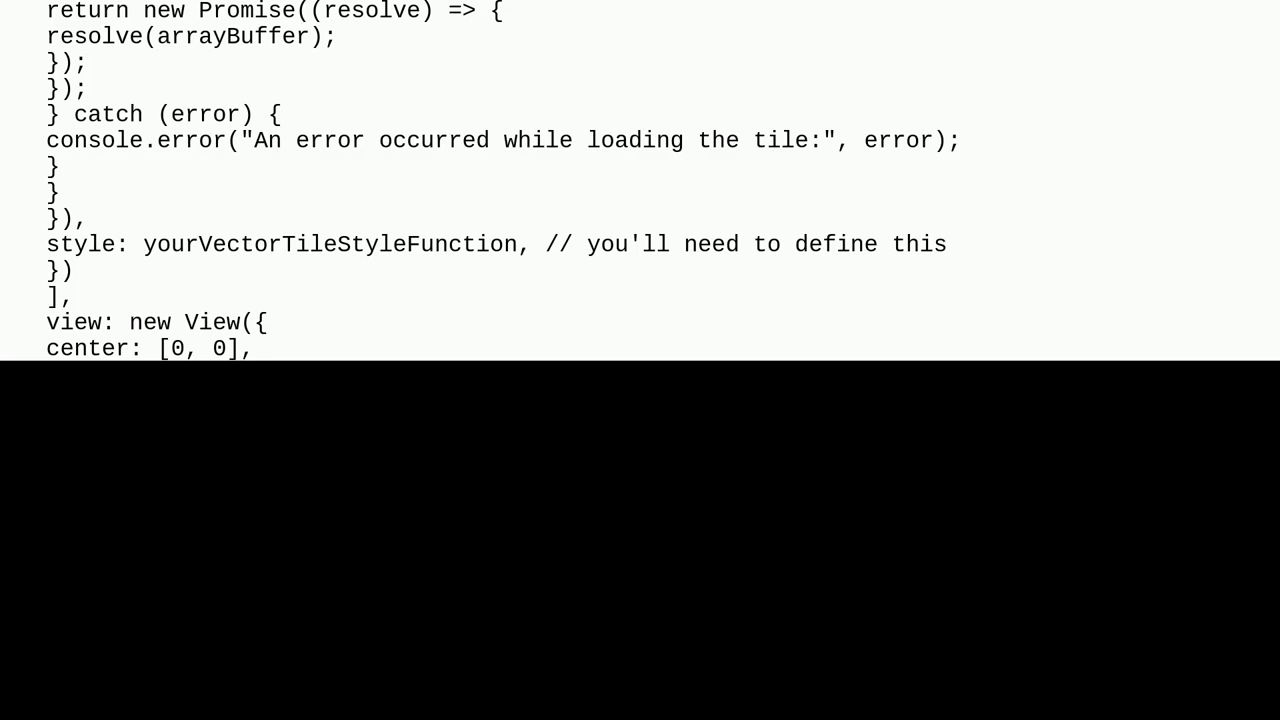 return new Promise((resolve) => {
resolve(arrayBuffer);
});
});
} catch (error) {
console.error("An error occurred while loading the tile:", error);
}
}
}),
style: yourVectorTileStyleFunction, // you'll need to define this
})
],
view: new View({
center: [0, 0],